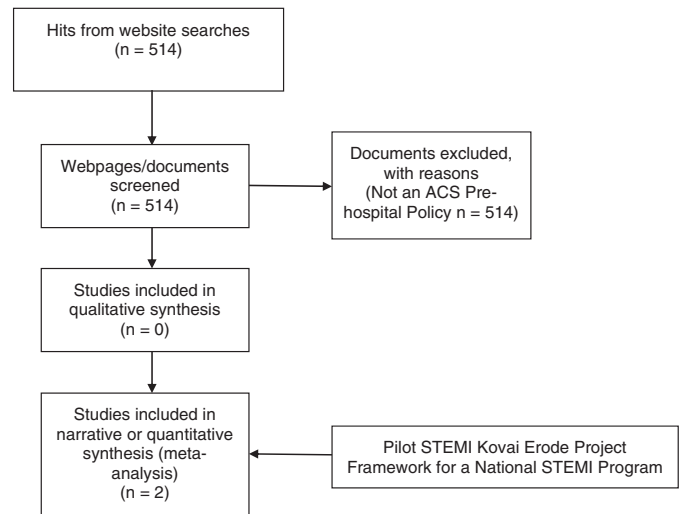 Hits from website searches
(n = 514)
Webpages/documents
screened
(n = 514)
Documents excluded,
with reasons
(Not an ACS Pre-
hospital Policy n = 514)
Studies included in
qualitative synthesis
(n = 0)
Studies included in
narrative or quantitative
synthesis (meta-
analysis)
(n = 2)
Pilot STEMI Kovai Erode Project
Framework for a National STEMI Program